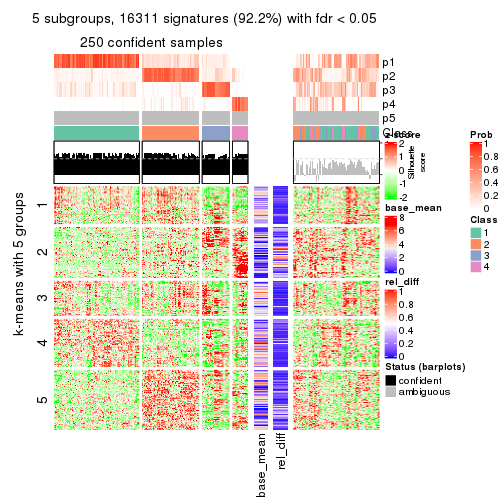 5 subgroups, 16311 signatures (92.2%) with fdr < 0.05
250 confident samples
p1
p2
p3
p4
p5
Class
Silhouette
score
k-means with 5 groups
1
2
3
4
5
base_mean
rel_diff
z-score
2
1
0
-1
-2
base_mean
8
6
4
2
0
rel_diff
1
0.8
0.6
0.4
0.2
0
Status (barplots)
confident
ambiguous
Prob
1
0.8
0.6
0.4
0.2
0
Class
1
2
3
4